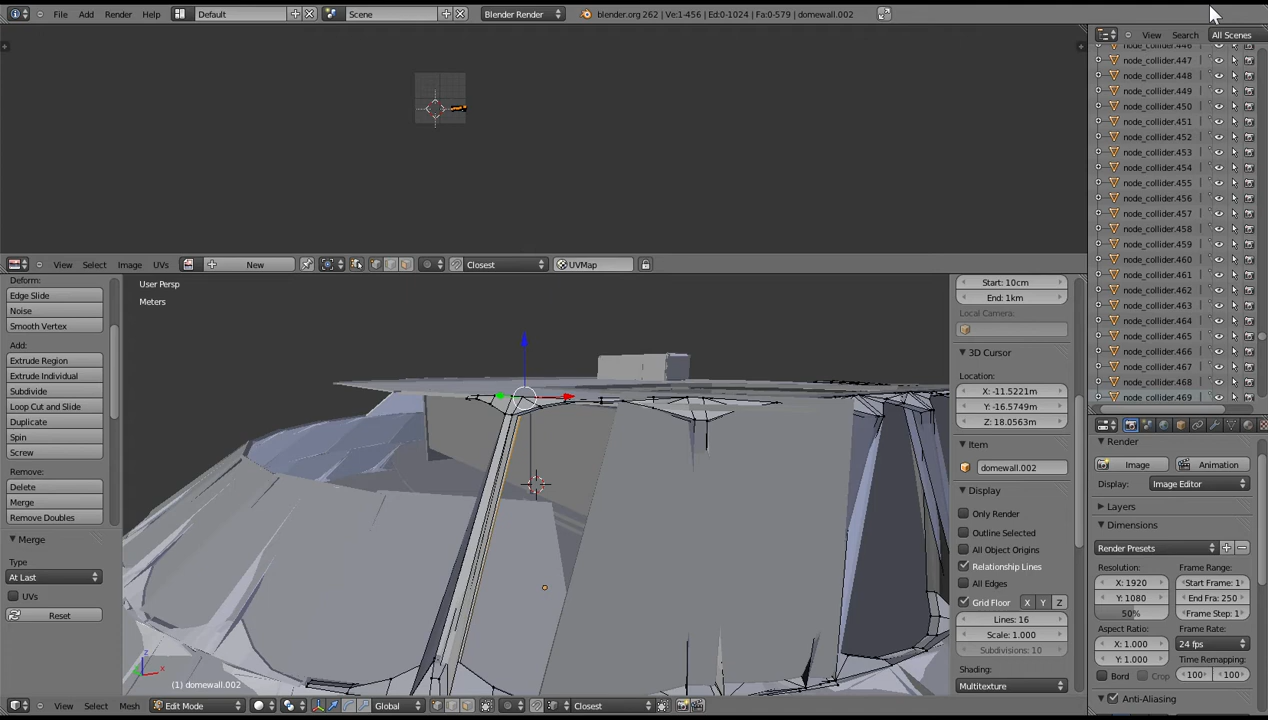 File Add Render Help Default Scene Blender Render blender.org 262 | Ve:1-456 | Ed:0-1024 | Fa:0-579 | domewall.002
View Search All Scenes
node_collider.446
node_collider.447
node_collider.448
node_collider.449
node_collider.450
node_collider.451
node_collider.452
node_collider.453
node_collider.454
node_collider.455
node_collider.456
node_collider.457
node_collider.458
node_collider.459
node_collider.460
node_collider.461
node_collider.462
node_collider.463
node_collider.464
node_collider.465
node_collider.466
node_collider.467
node_collider.468
node_collider.469
View Select Image UVs New Closest UVMap
Deform:
Edge Slide
Noise
Smooth Vertex
Add:
Extrude Region
Extrude Individual
Subdivide
Loop Cut and Slide
Duplicate
Spin
Screw
Remove:
Delete
Merge
Remove Doubles
Merge
Type
At Last
UVs
Reset
User Persp
Meters
(1) domewall.002
z
x
Start: 10cm
End: 1km
Local Camera:
3D Cursor
Location:
X: -11.5221m
Y: -16.5749m
Z: 18.0563m
Item
domewall.002
Display
Only Render
Outline Selected
All Object Origins
Relationship Lines
All Edges
Grid Floor X Y Z
Lines: 16
Scale: 1.000
Subdivisions: 10
Shading:
Multitexture
Render
Image Animation
Display: Image Editor
Layers
Dimensions
Render Presets
Resolution: Frame Range:
X: 1920 Start Frame: 1
Y: 1080 End Fra: 250
50% Frame Step: 1
Aspect Ratio: Frame Rate:
X: 1.000 24 fps
Y: 1.000 Time Remapping:
Bord Crop 100 100
Anti-Aliasing
View Select Mesh Edit Mode Global Closest